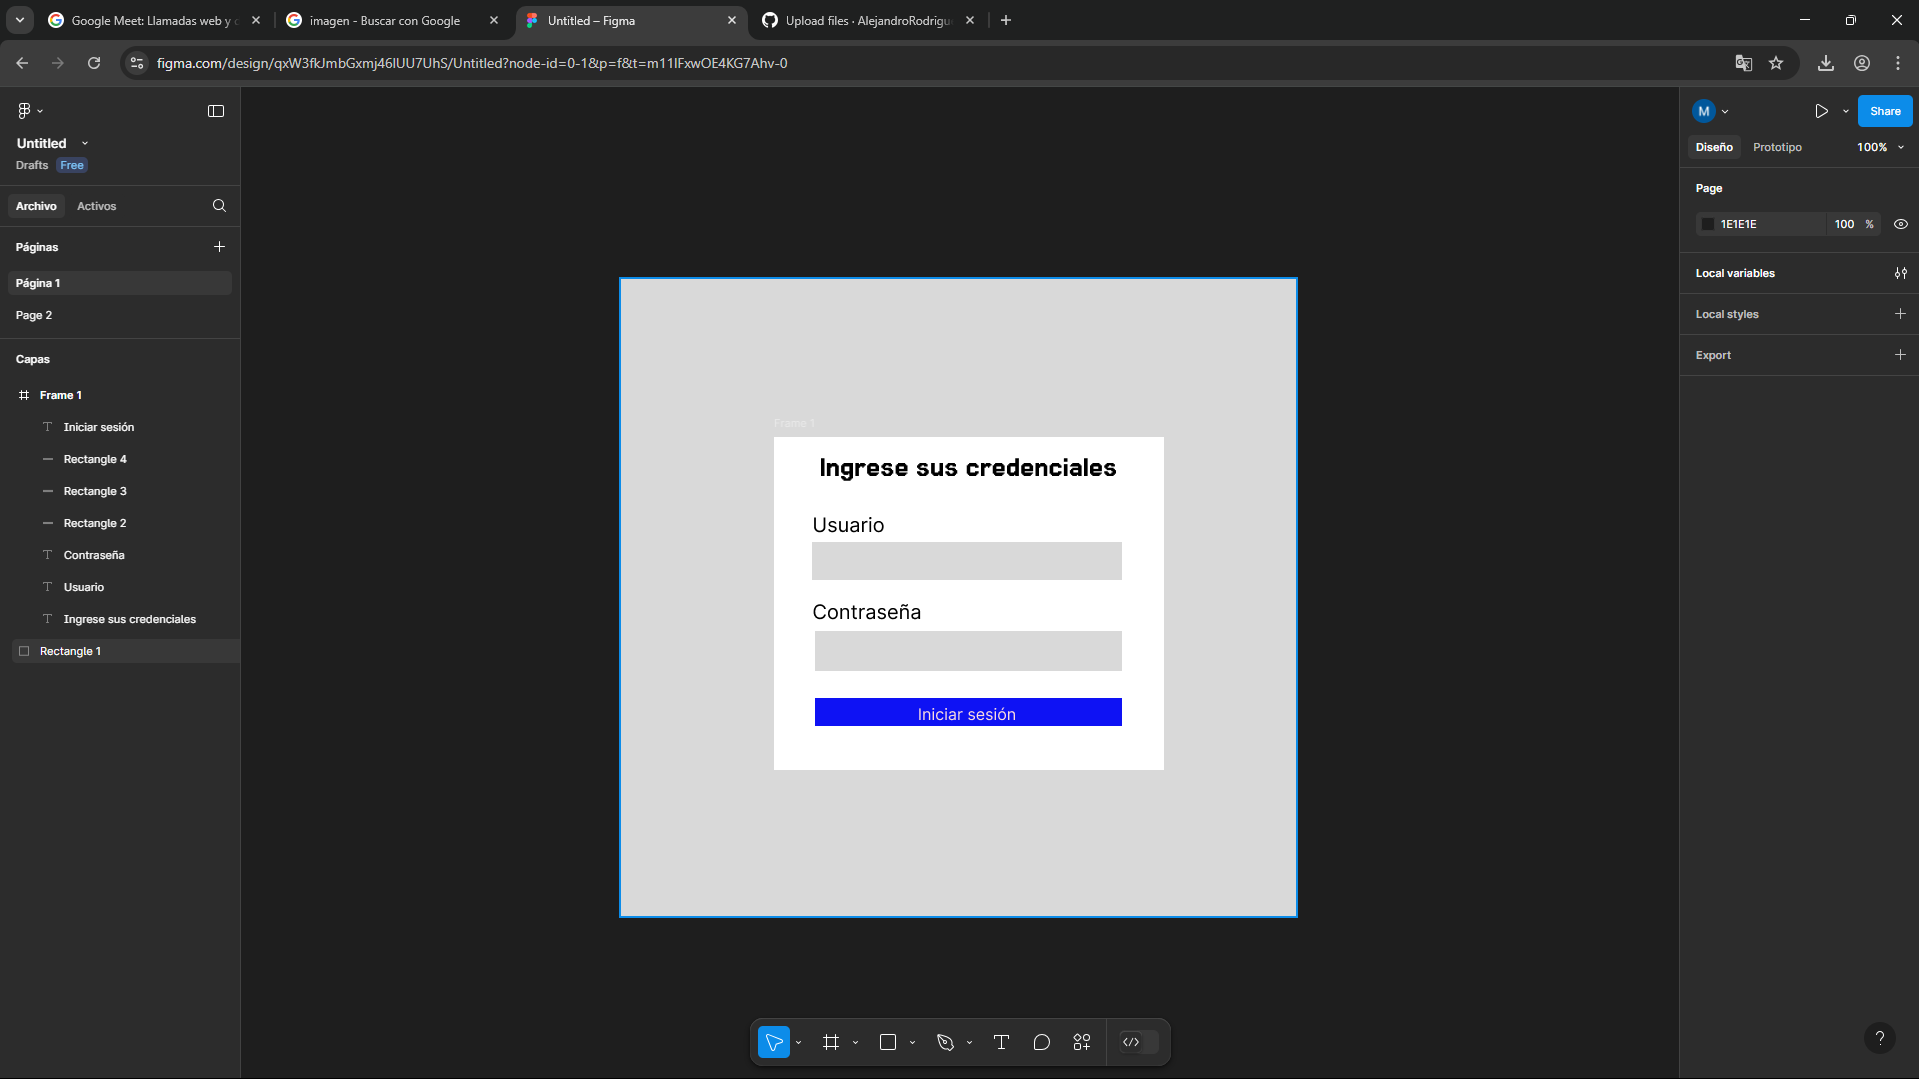 Google Meet: Llamadas web y
imagen - Buscar con Google
Untitled – Figma
Upload files · AlejandroRodrigu
figma.com/design/qxW3fkJmbGxmj46lUU7UhS/Untitled?node-id=0-1&p=f&t=m11IFxwOE4KG7Ahv-0
Untitled
Drafts Free
Archivo Activos
Páginas
Página 1
Page 2
Capas
Frame 1
Iniciar sesión
Rectangle 4
Rectangle 3
Rectangle 2
Contraseña
Usuario
Ingrese sus credenciales
Rectangle 1
Frame 1
Ingrese sus credenciales
Usuario
Contraseña
Iniciar sesión
M
Share
Diseño Prototipo 100%
Page
1E1E1E 100 %
Local variables
Local styles
Export
?